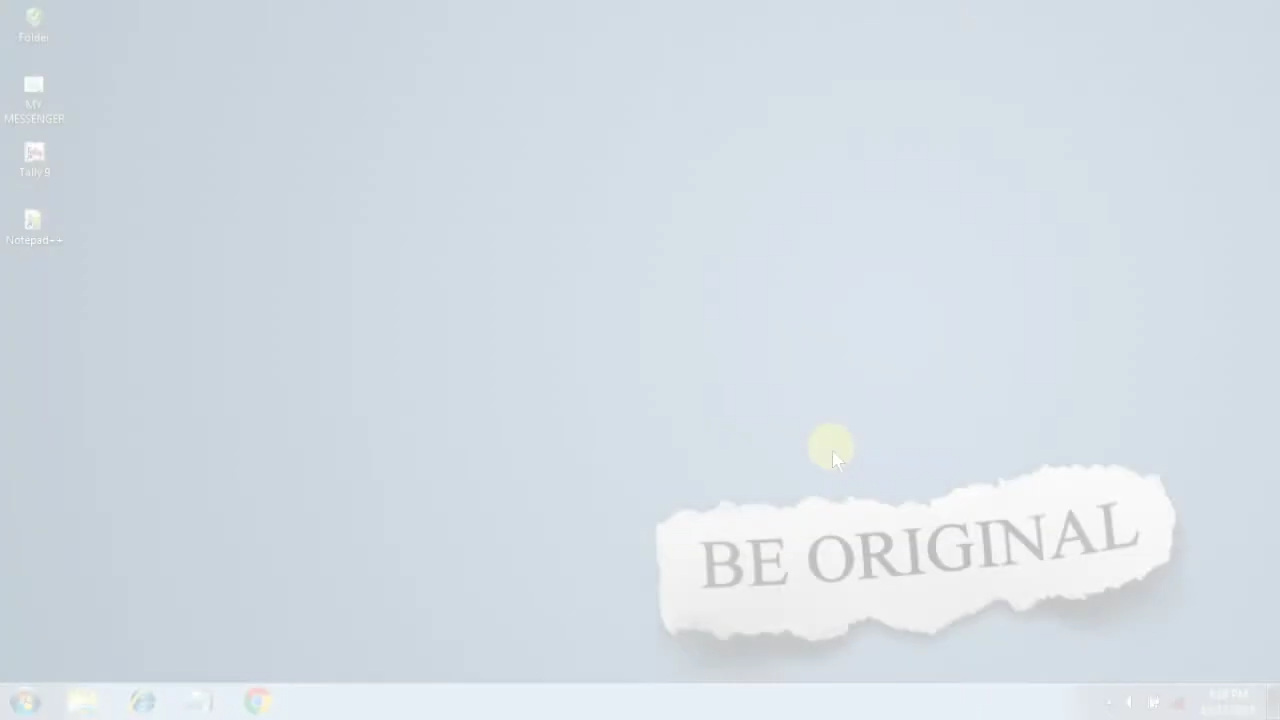 Folder
MY
MESSENGER
Tally 9
Notepad++
BE ORIGINAL